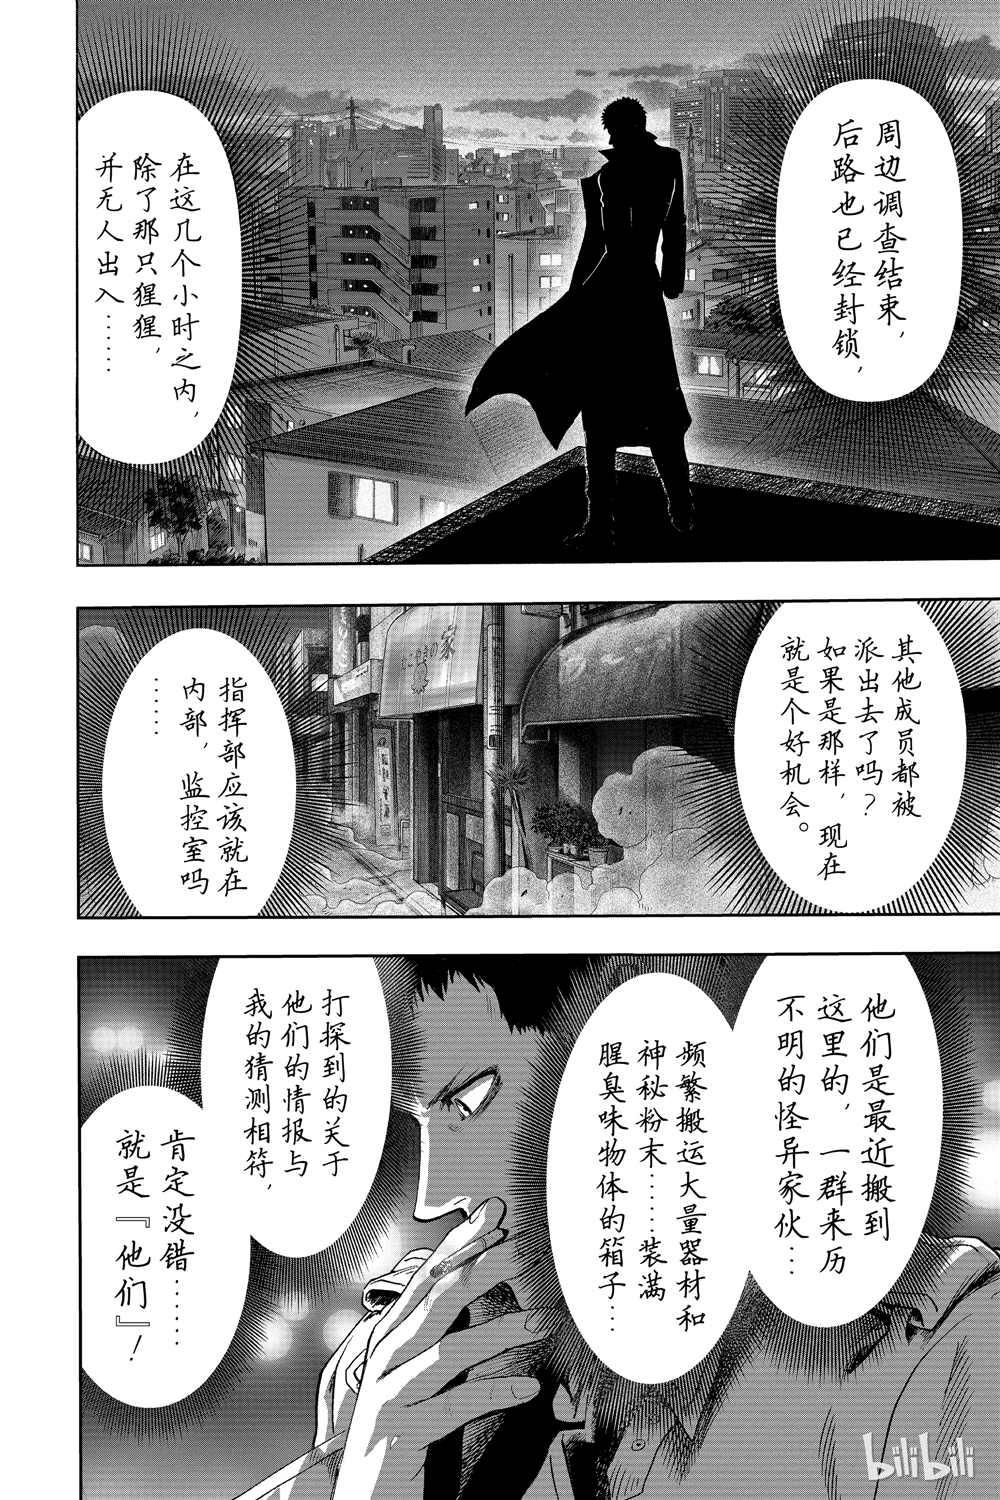 周边调查结束，
后路也已经封锁，
在这几个小时之内，
除了那只猩猩，
并无人出入……
其他成员都被
派出去了吗？
如果是那样，现在
就是个好机会。
指挥部应该就在
内部，监控室吗
……
の家
他们是最近搬到
这里的，一群来历
不明的怪异家伙…
频繁搬运大量器材和
神秘粉末……装满
腥臭味物体的箱子…
打探到的关于
他们的情报与
我的猜测相符，
肯定没错……
就是『他们』！
bilibili